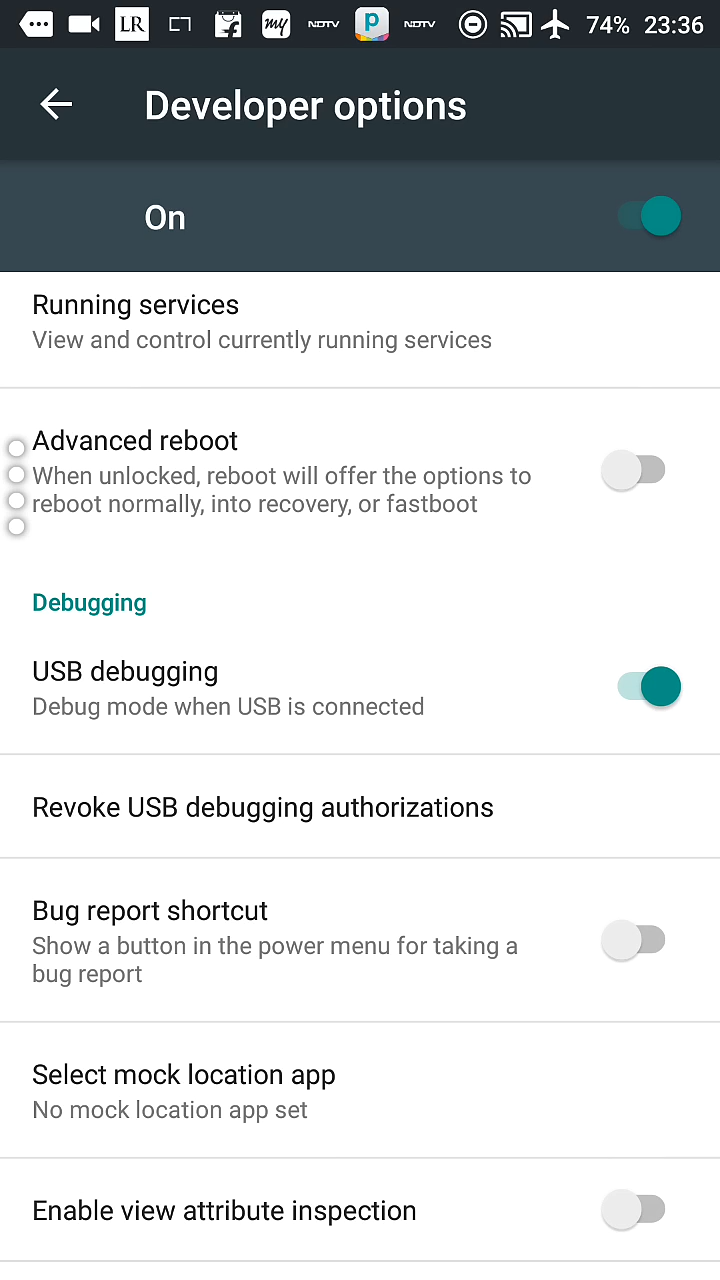 LR my NDTV p NDTV 74% 23:36
Developer options
On
Running services
View and control currently running services
Advanced reboot
When unlocked, reboot will offer the options to
reboot normally, into recovery, or fastboot
Debugging
USB debugging
Debug mode when USB is connected
Revoke USB debugging authorizations
Bug report shortcut
Show a button in the power menu for taking a
bug report
Select mock location app
No mock location app set
Enable view attribute inspection